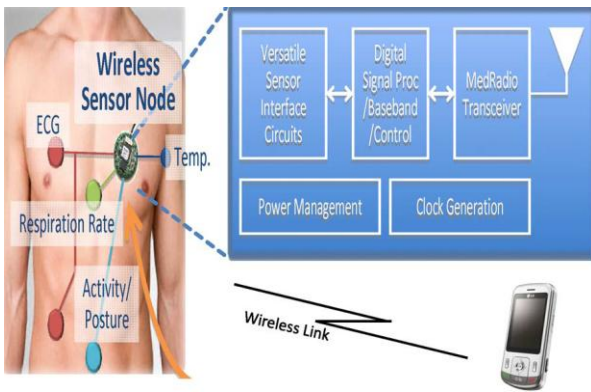 Wireless
Sensor Node
ECG
Temp.
Respiration Rate
Activity/
Posture
Versatile
Sensor
Interface
Circuits
Digital
Signal Proc
/Baseband
/Control
MedRadio
Transceiver
Power Management
Clock Generation
Wireless Link